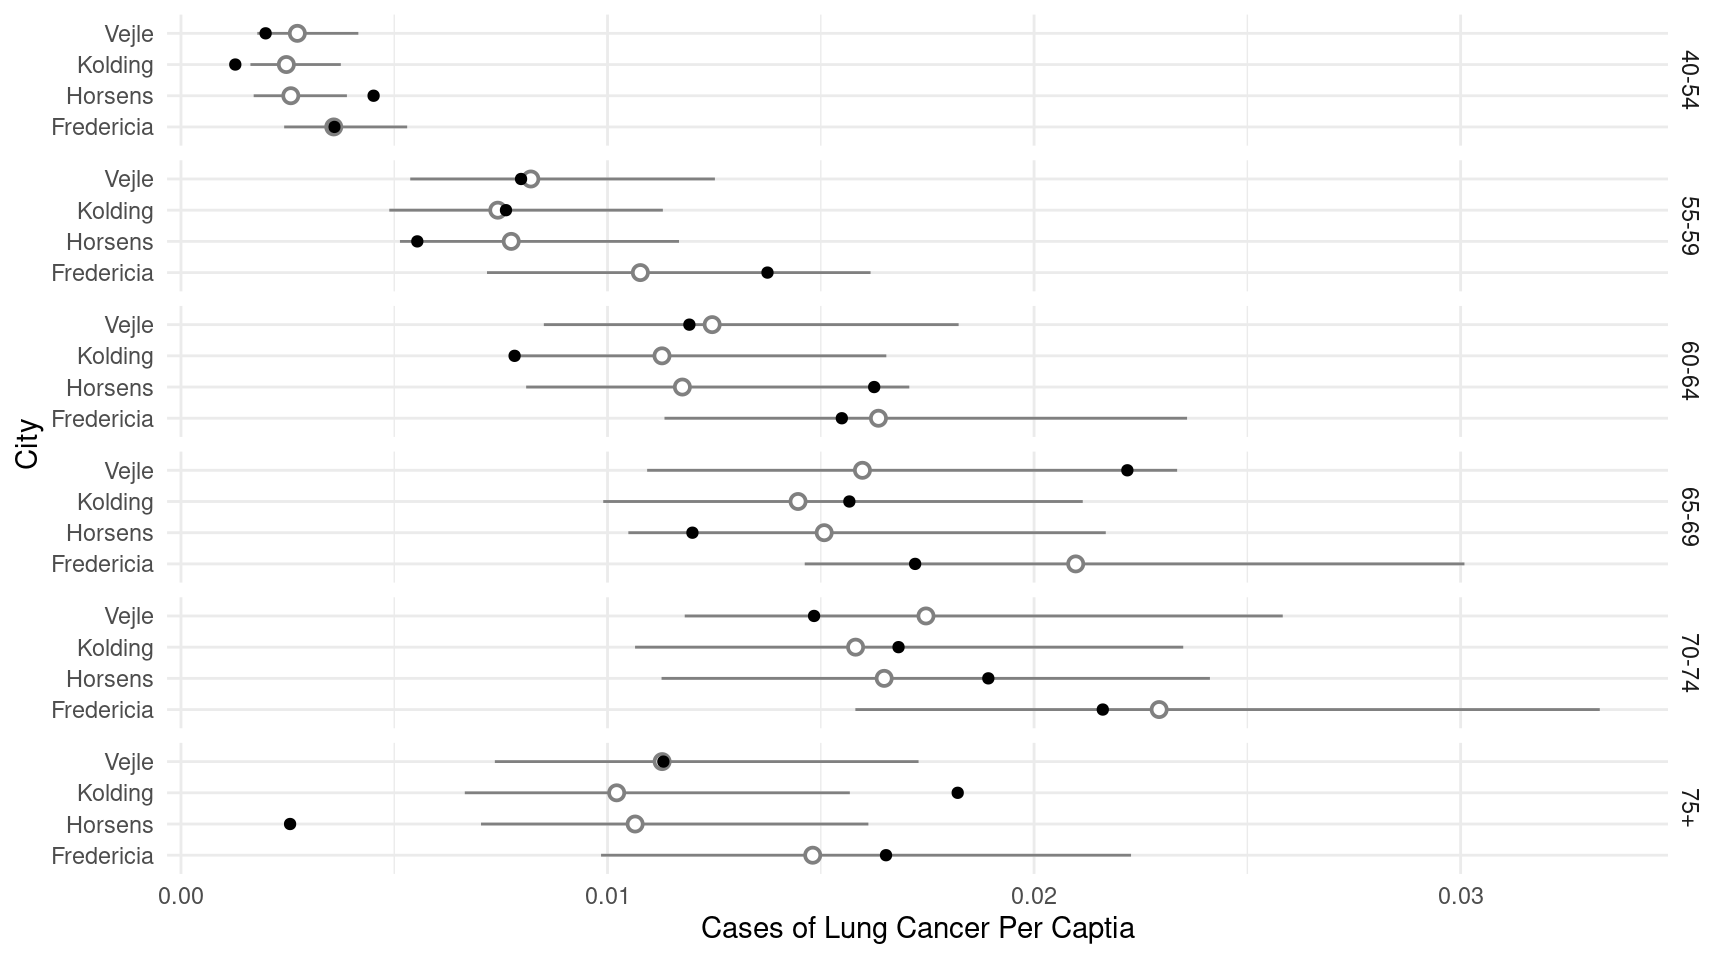 Vejle
Kolding
Horsens
Fredericia
40-54
Vejle
Kolding
Horsens
Fredericia
55-59
Vejle
Kolding
Horsens
Fredericia
60-64
Vejle
Kolding
Horsens
Fredericia
65-69
Vejle
Kolding
Horsens
Fredericia
70-74
Vejle
Kolding
Horsens
Fredericia
75+
City
0.00 0.01 0.02 0.03
Cases of Lung Cancer Per Captia